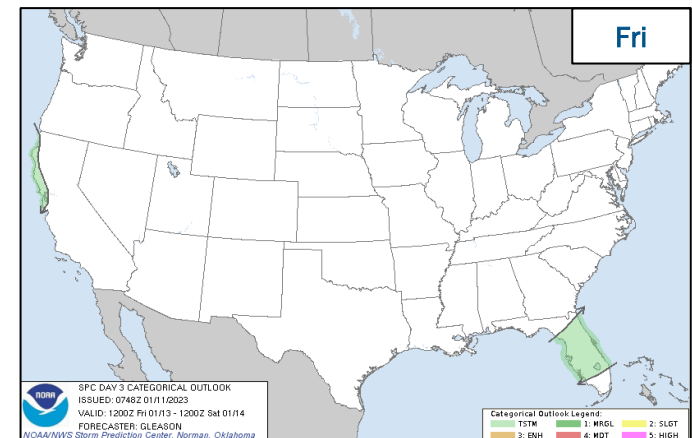 Fri
NOAA
SPC DAY 3 CATEGORICAL OUTLOOK
ISSUED: 0748Z 01/11/2023
VALID: 1200Z Fri 01/13 - 1200Z Sat 01/14
FORECASTER: GLEASON
NOAA/NWS Storm Prediction Center, Norman, Oklahoma
Categorical Outlook Legend:
TSTM 1: MRGL 2: SLGT
3: ENH 4: MDT 5: HIGH